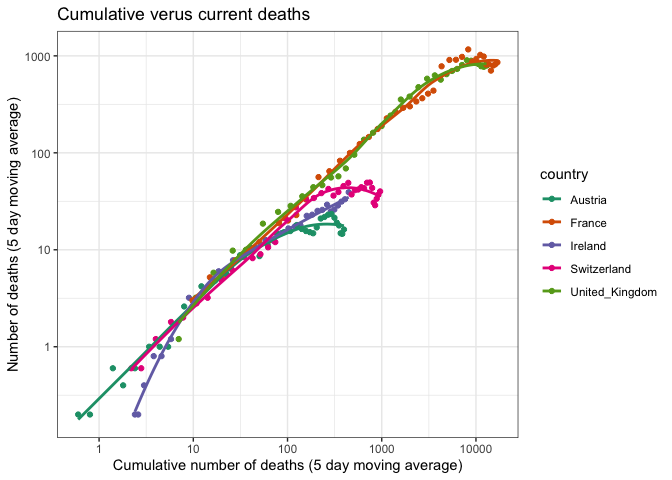 Cumulative verus current deaths
Number of deaths (5 day moving average)
1000
100
10
1
1 10 100 1000 10000
Cumulative number of deaths (5 day moving average)
country
Austria
France
Ireland
Switzerland
United_Kingdom